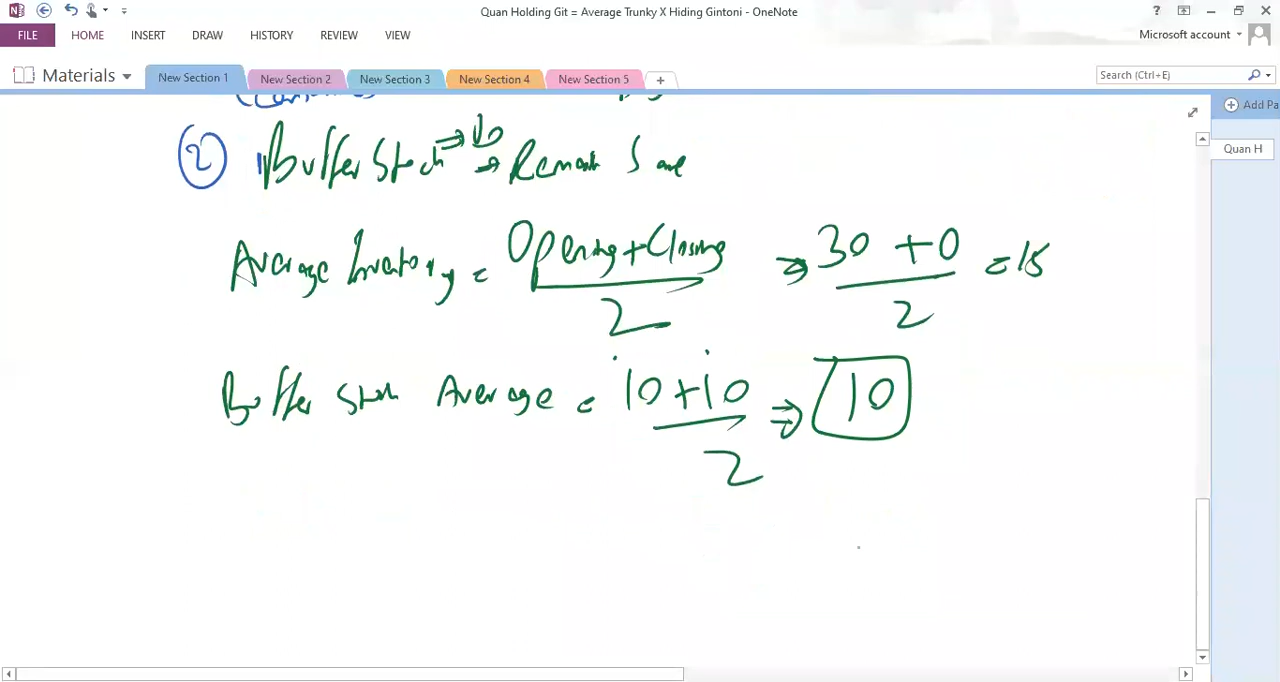 Quan Holding Git = Average Trunky X Hiding Gintoni - OneNote
?
FILE HOME INSERT DRAW HISTORY REVIEW VIEW
Microsoft account
Materials New Section 1 New Section 2 New Section 3 New Section 4 New Section 5 +
Search (Ctrl+E)
Add Pa
Quan H
② Buffer Stock ⇒ 10
→ Remain Same
Average Inventory = Opening + Closing / 2 ⇒ 30 + 0 / 2 = 15
Buffer Stock Average = 10 + 10 / 2 ⇒ 10